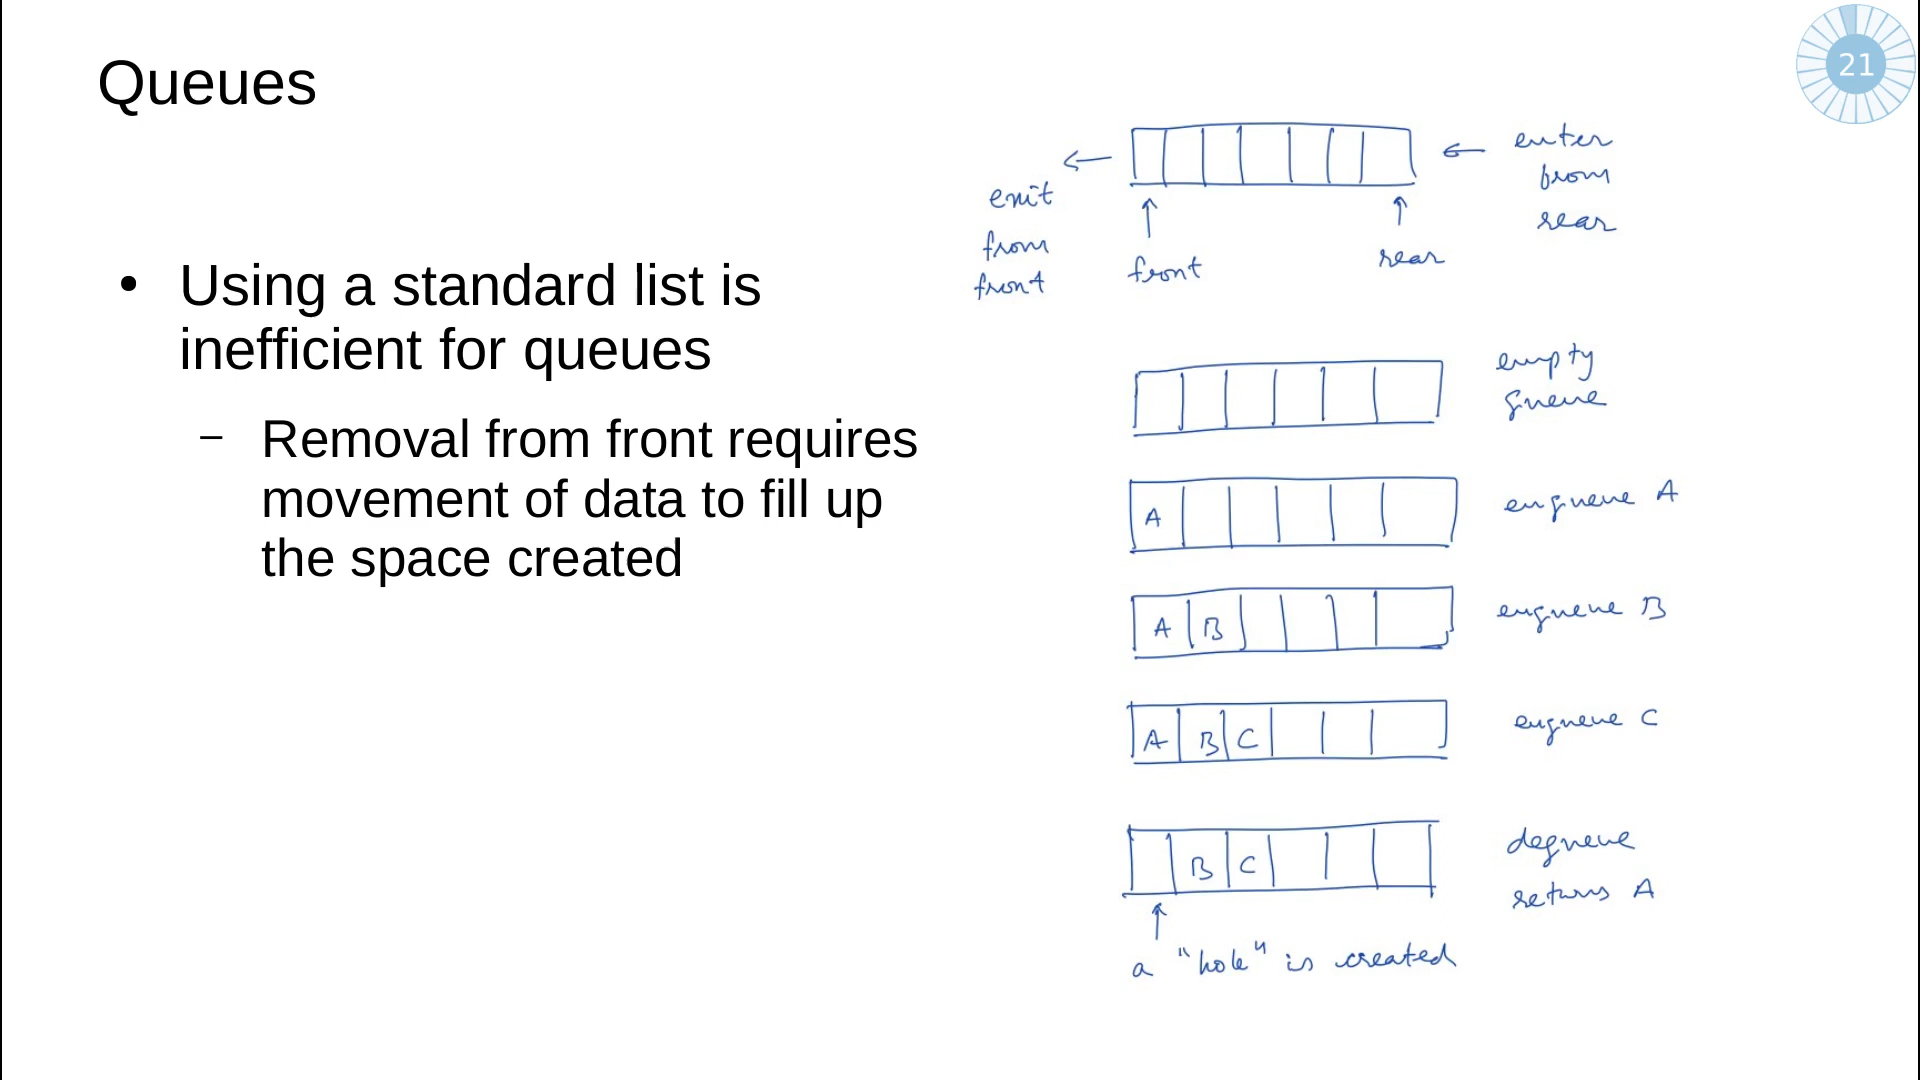 Queues
21
• Using a standard list is
inefficient for queues
– Removal from front requires
movement of data to fill up
the space created
exit
from
front
front
rear
enter
from
rear
empty
queue
A
enqueue A
A B
enqueue B
A B C
enqueue C
B C
dequeue
returns A
a "hole" is created